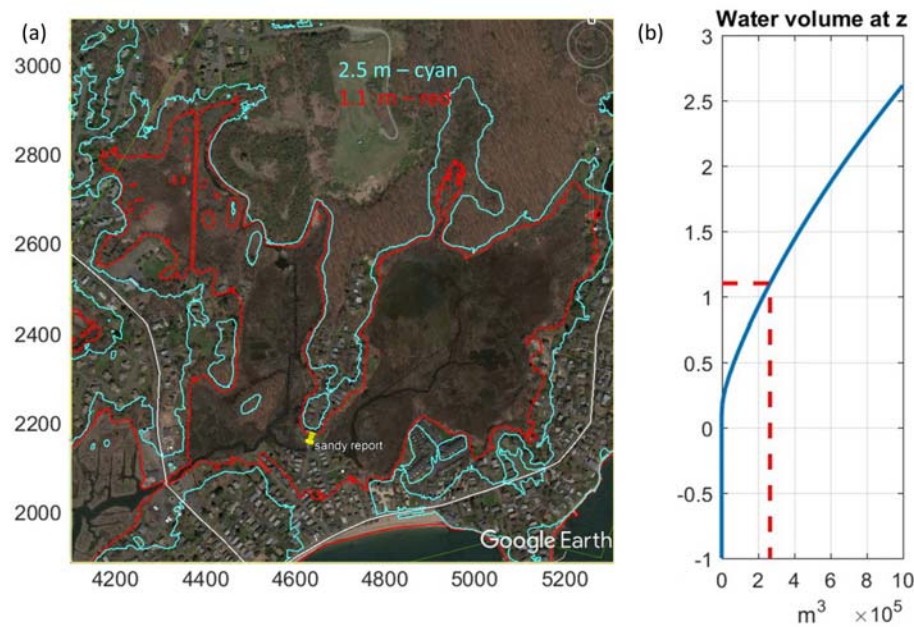 (a)
(b)
Water volume at z
3000
2800
2600
2400
2200
2000
2.5 m – cyan
1.1 m – red
sandy report
Google Earth
4200 4400 4600 4800 5000 5200
3
2.5
2
1.5
1
0.5
0
-0.5
-1
0 2 4 6 8 10
m³ ×10⁵